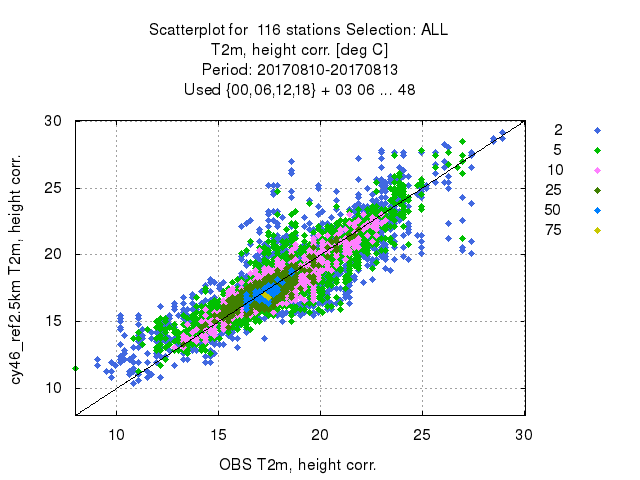 Scatterplot for 116 stations Selection: ALL
T2m, height corr. [deg C]
Period: 20170810-20170813
Used {00,06,12,18} + 03 06 ... 48
30
25
20
15
10
cy46_ref2.5km T2m, height corr.
10 15 20 25 30
OBS T2m, height corr.
2
5
10
25
50
75